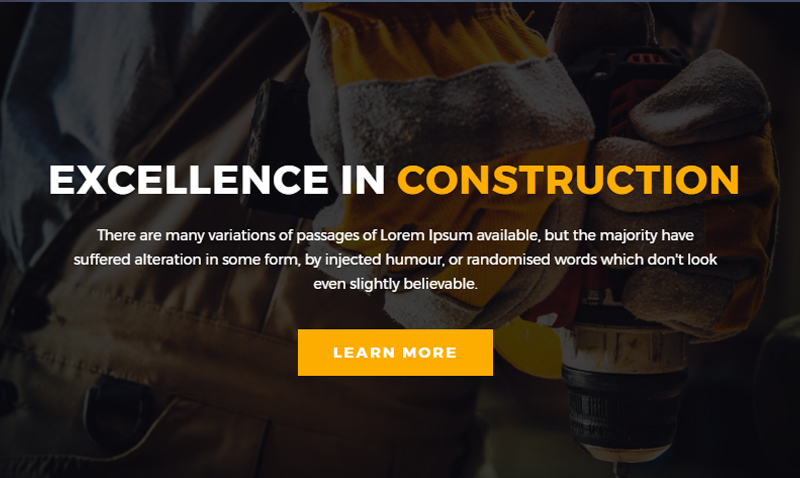 EXCELLENCE IN CONSTRUCTION
There are many variations of passages of Lorem Ipsum available, but the majority have
suffered alteration in some form, by injected humour, or randomised words which don't look
even slightly believable.
LEARN MORE